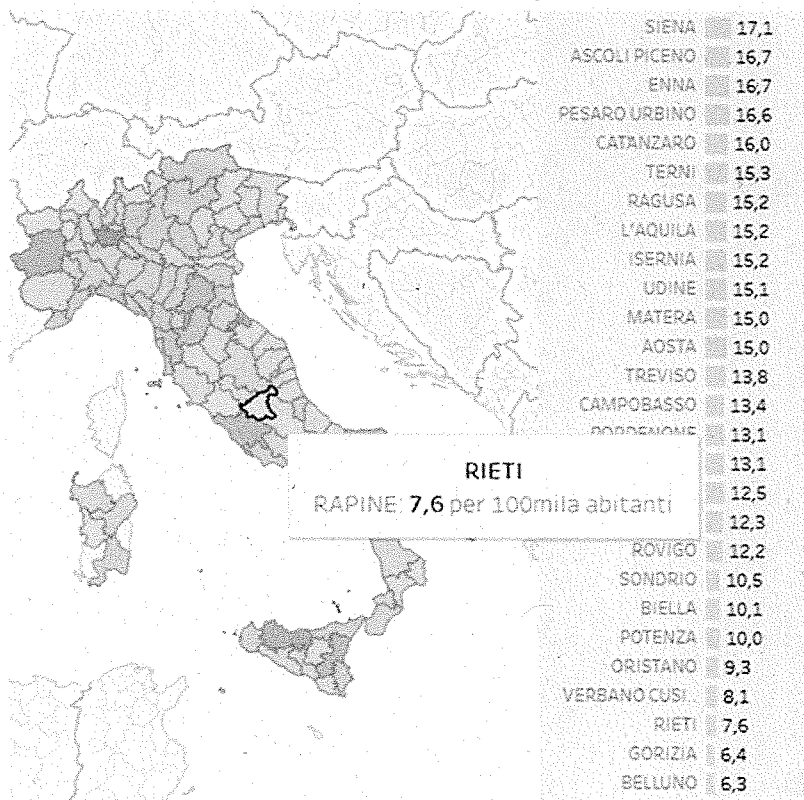 SIENA 17,1
ASCOLI PICENO 16,7
ENNA 16,7
PESARO URBINO 16,6
CATANZARO 16,0
TERNI 15,3
RAGUSA 15,2
L'AQUILA 15,2
ISERNIA 15,2
UDINE 15,1
MATERA 15,0
AOSTA 15,0
TREVISO 13,8
CAMPOBASSO 13,4
PORDENONE 13,1
13,1
12,5
12,3
RIETI
RAPINE: 7,6 per 100mila abitanti
ROVIGO 12,2
SONDRIO 10,5
BIELLA 10,1
POTENZA 10,0
ORISTANO 9,3
VERBANO CUSI.. 8,1
RIETI 7,6
GORIZIA 6,4
BELLUNO 6,3